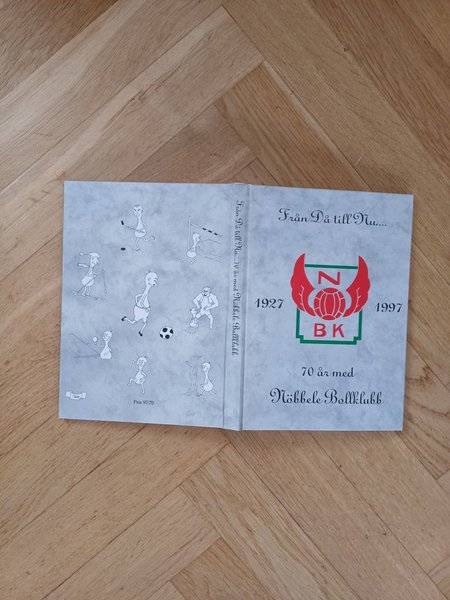 Från Då till Nu....
1927
N
BK
1997
70 år med
Nöbbele Bollklubb
Från Då till Nu...70 år med Nöbbele Bollklubb